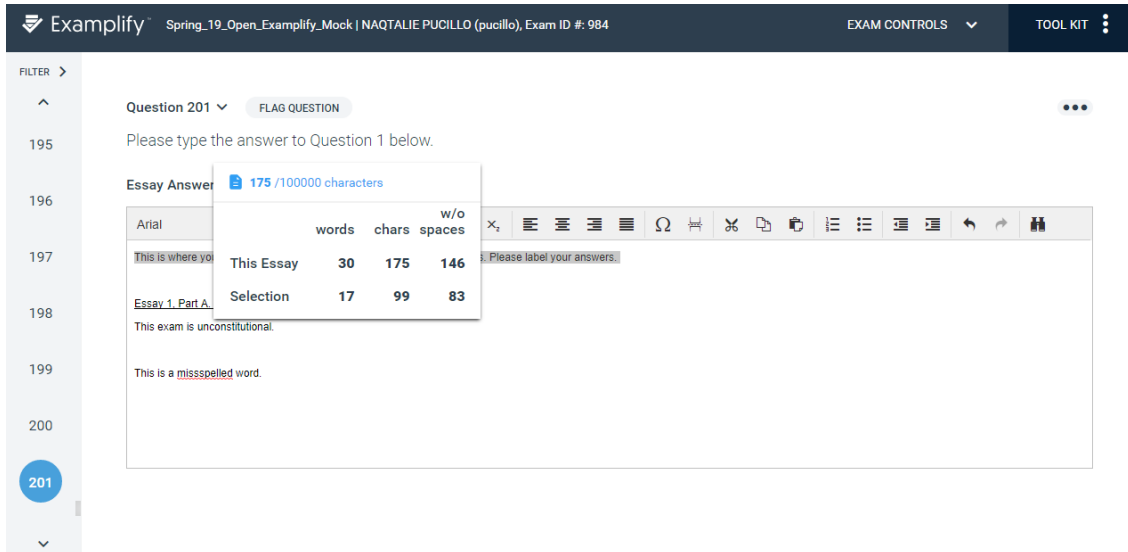 Examplify Spring_19_Open_Examplify_Mock | NAQTALIE PUCILLO (pucillo), Exam ID #: 984 EXAM CONTROLS TOOL KIT
FILTER
195
196
197
198
199
200
201
Question 201 FLAG QUESTION
Please type the answer to Question 1 below.
Essay Answer
175 /100000 characters
words chars w/o spaces
This Essay 30 175 146
Selection 17 99 83
Arial
This is where you s. Please label your answers.
Essay 1, Part A.
This exam is unconstitutional.
This is a missspelled word.